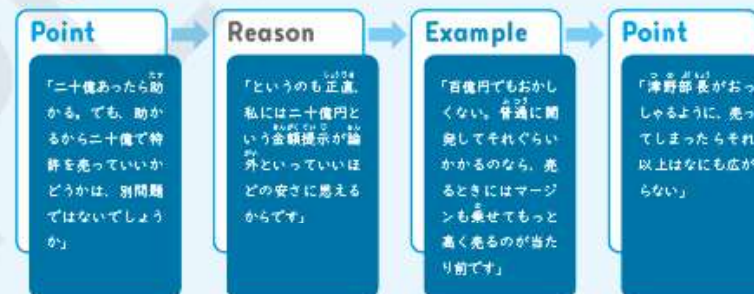 Point
「二十億あったら助
かる。でも、助か
るから二十億で特
許を売っていいか
どうかは、別問題
ではないでしょう
か」
Reason
「というのも正直、
私には二十億円と
いう金額提示が論
外といっていいほ
どの安さに思える
からです」
Example
「百億円でもおかし
くない。普通に開
発してそれぐらい
かかるのなら、売
るときにはマージ
ンも乗せてもっと
高く売るのが当た
り前です」
Point
「津野部長がおっ
しゃるように、売っ
てしまったらそれ
以上はなにも広が
らない」